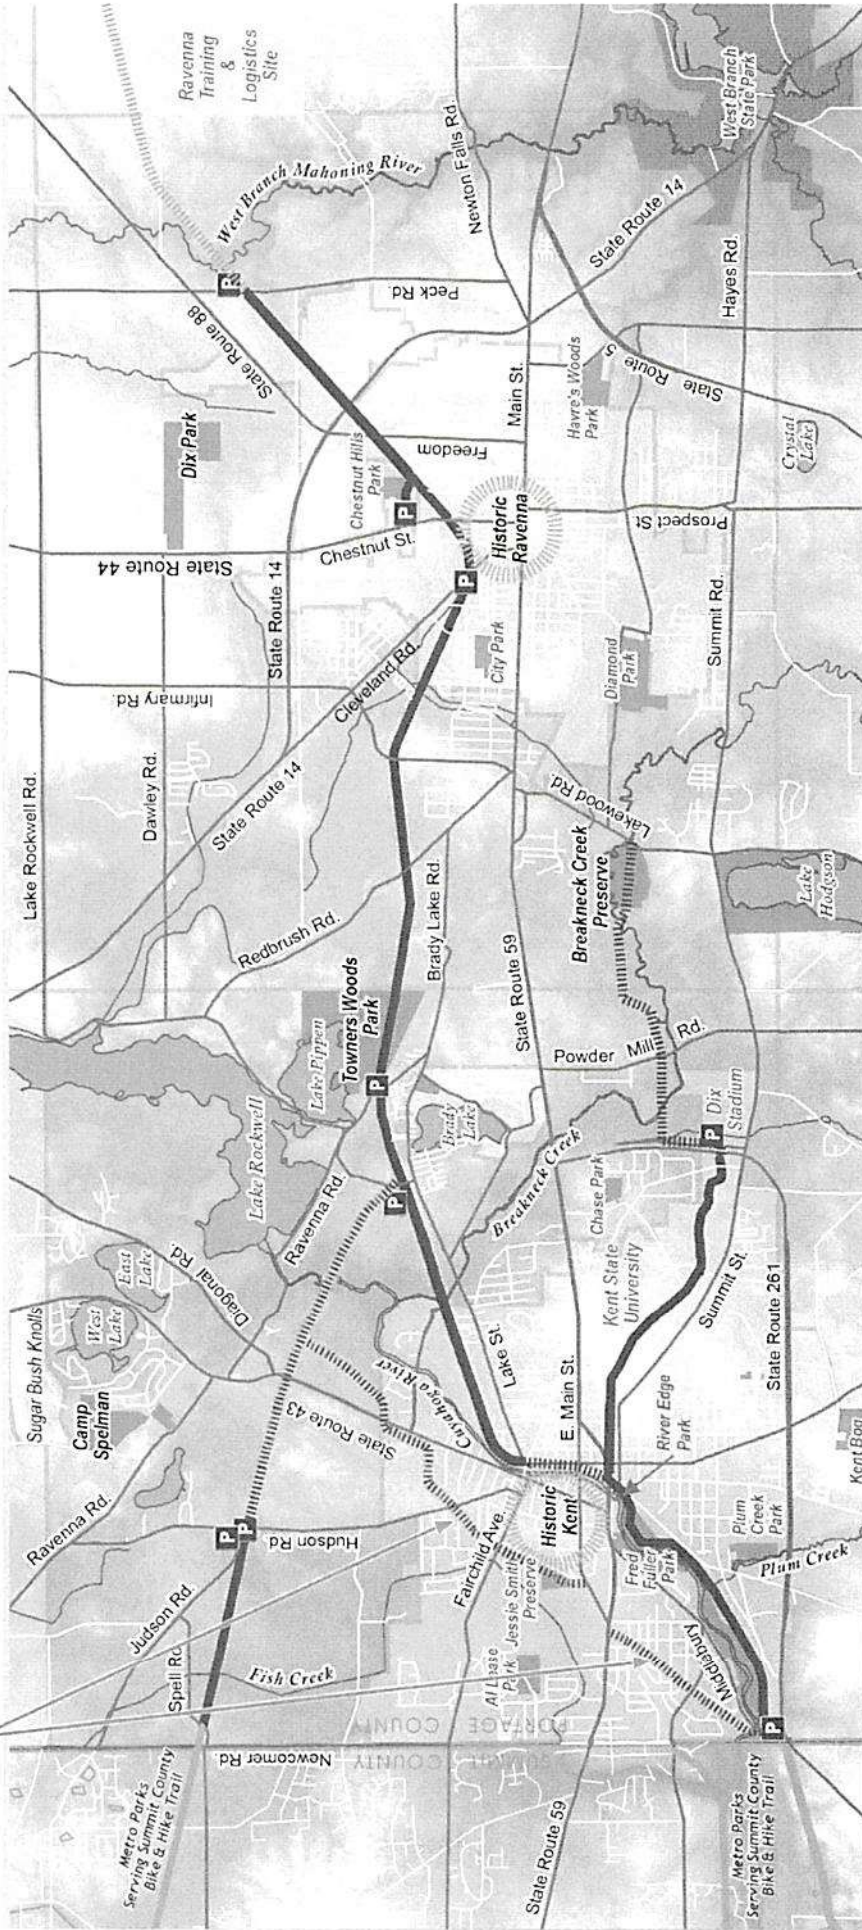 Ravenna
Training
&
Logistics
Site
West Branch Mahoning River
Newton Falls Rd.
West Branch
State Park
State Route 14
Peck Rd.
State Route 88
Hayes Rd.
State Route 5
Havre's Woods
Park
Main St.
Dix Park
Freedom
Chestnut Hills
Park
P
Crystal
Lake
Prospect St.
Historic
Ravenna
Chestnut St.
State Route 44
State Route 14
P
City Park
Diamond
Park
Summit Rd.
Cleveland Rd.
Infirmary Rd.
Lake Rockwell Rd.
Dawley Rd.
State Route 14
Lakewood Rd.
Breakneck Creek
Preserve
Lake
Hodgson
Redbrush Rd.
Brady Lake Rd.
State Route 59
Towners Woods
Park
Lake Pippen
P
Powder Mill Rd.
Lake Rockwell
Brady
Lake
P
Dix
Stadium
P
Breakneck Creek
Chase Park
Ravenna Rd.
Diagonal Rd.
East
Lake
West
Lake
Sugar Bush Knolls
Camp
Spelman
Kent State
University
Summit St.
State Route 261
Cuyahoga River
Lake St.
State Route 43
E. Main St.
River Edge
Park
Kent Bog
Ravenna Rd.
P
P
Hudson Rd.
Historic
Kent
Fairchild Ave.
Jessie Smith
Preserve
Fred
Fuller
Park
Plum
Creek
Park
Plum Creek
Judson Rd.
Spell Rd.
Fish Creek
Al Lease
Park
Middlebury
P
PORTAGE COUNTY
SUMMIT COUNTY
Newcomer Rd.
Metro Parks
Serving Summit County
Bike & Hike Trail
State Route 59
Metro Parks
Serving Summit County
Bike & Hike Trail